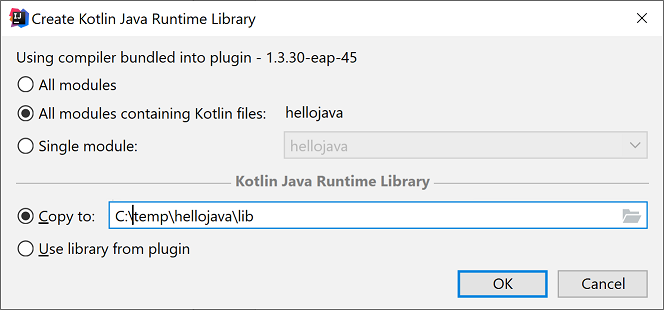 Create Kotlin Java Runtime Library
Using compiler bundled into plugin - 1.3.30-eap-45
All modules
All modules containing Kotlin files: hellojava
Single module: hellojava
Kotlin Java Runtime Library
Copy to: C:\temp\hellojava\lib
Use library from plugin
OK Cancel